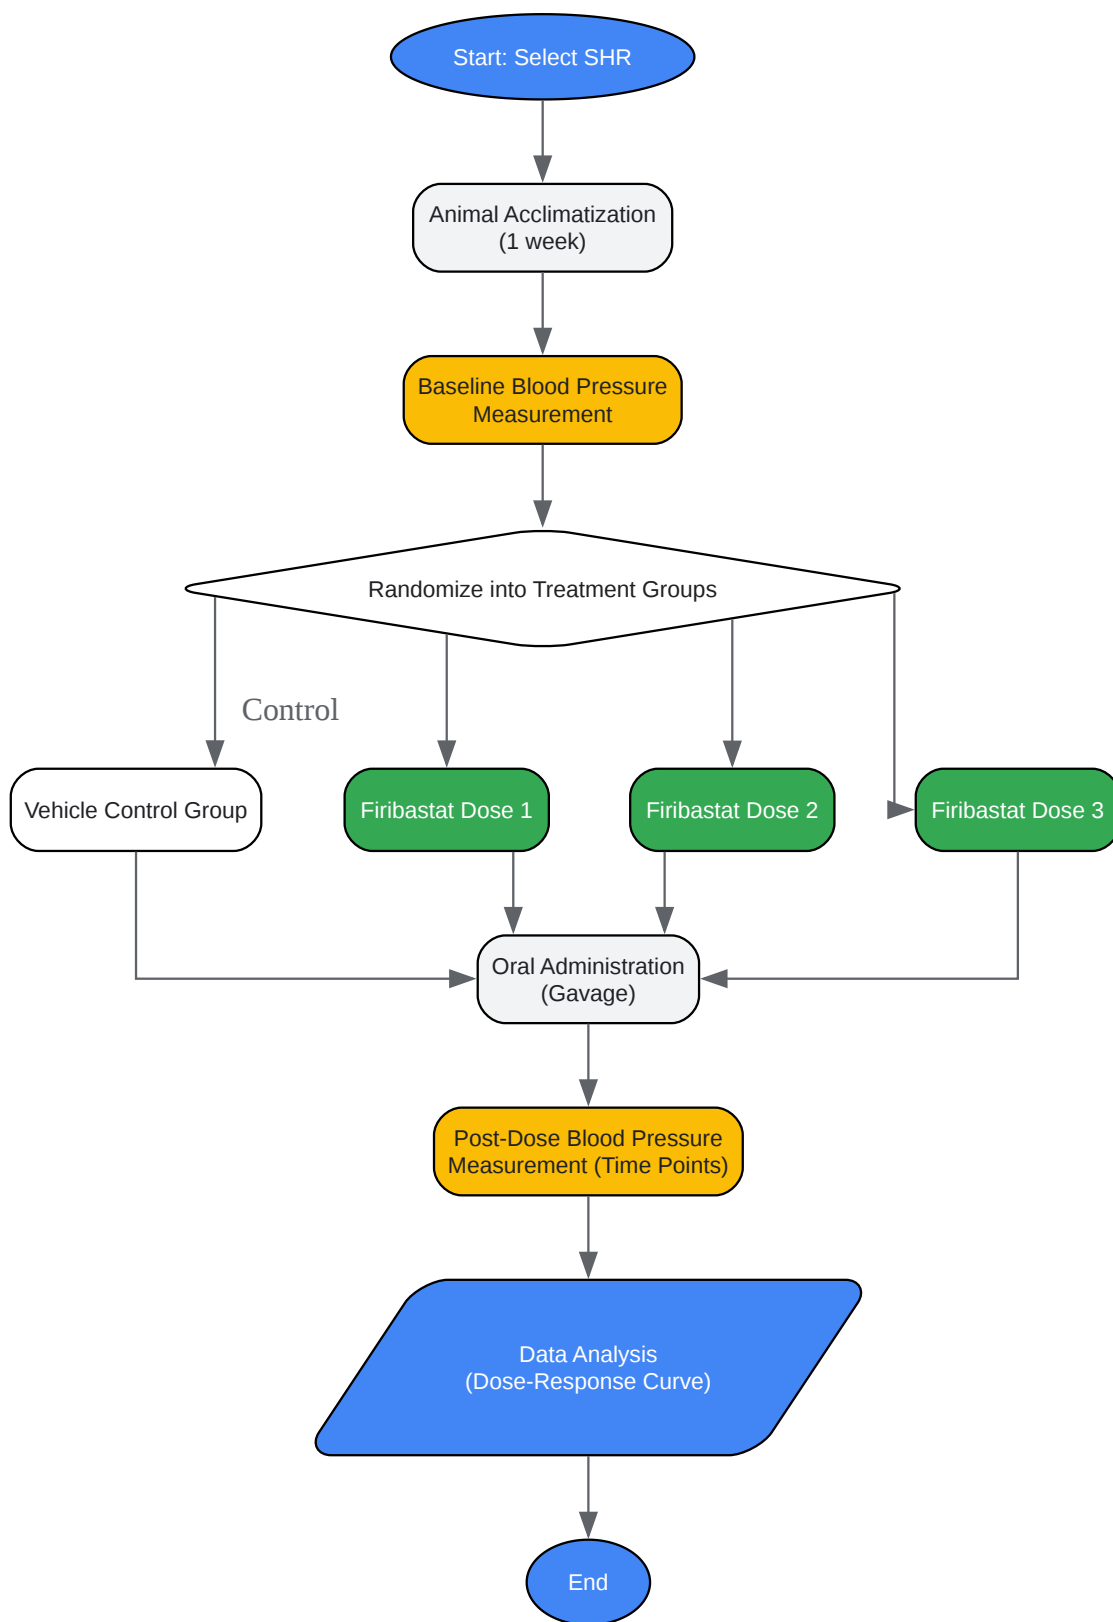 Start: Select SHR
Animal Acclimatization
(1 week)
Baseline Blood Pressure
Measurement
Randomize into Treatment Groups
Control
Vehicle Control Group
Firibastat Dose 1
Firibastat Dose 2
Firibastat Dose 3
Oral Administration
(Gavage)
Post-Dose Blood Pressure
Measurement (Time Points)
Data Analysis
(Dose-Response Curve)
End